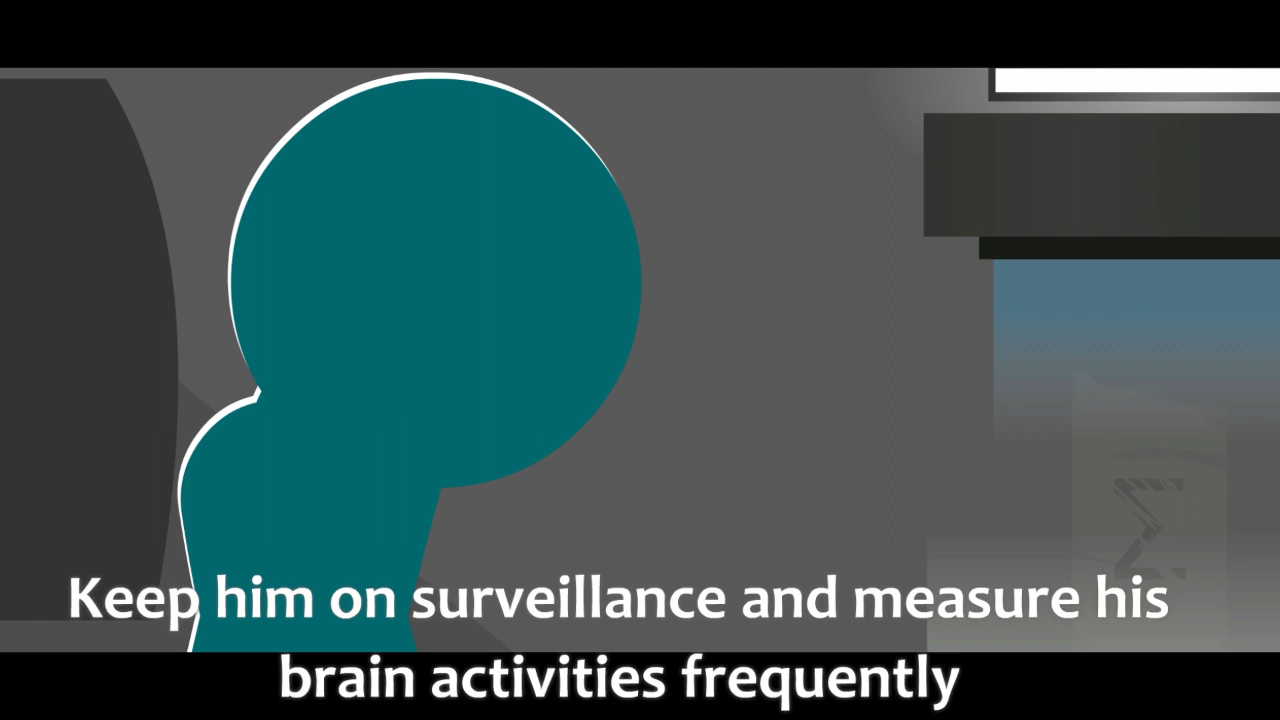 Σ
Keep him on surveillance and measure his
brain activities frequently